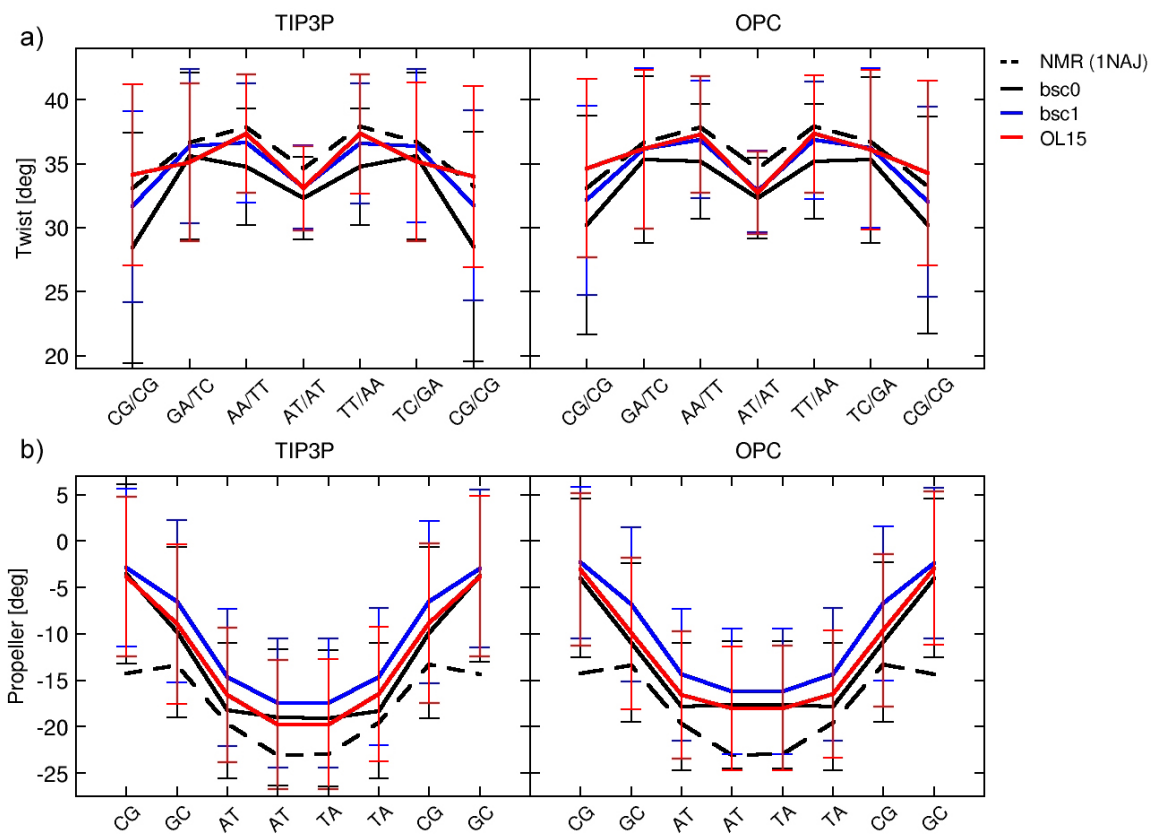 TIP3P OPC
a)
NMR (1NAJ)
bsc0
bsc1
OL15
Twist [deg]
40
35
30
25
20
CG/CG GA/TC AA/TT AT/AT TT/AA TC/GA CG/CG CG/CG GA/TC AA/TT AT/AT TT/AA TC/GA CG/CG
b)
TIP3P OPC
Propeller [deg]
5
0
-5
-10
-15
-20
-25
CG GC AT AT TA TA CG GC CG GC AT AT TA TA CG GC